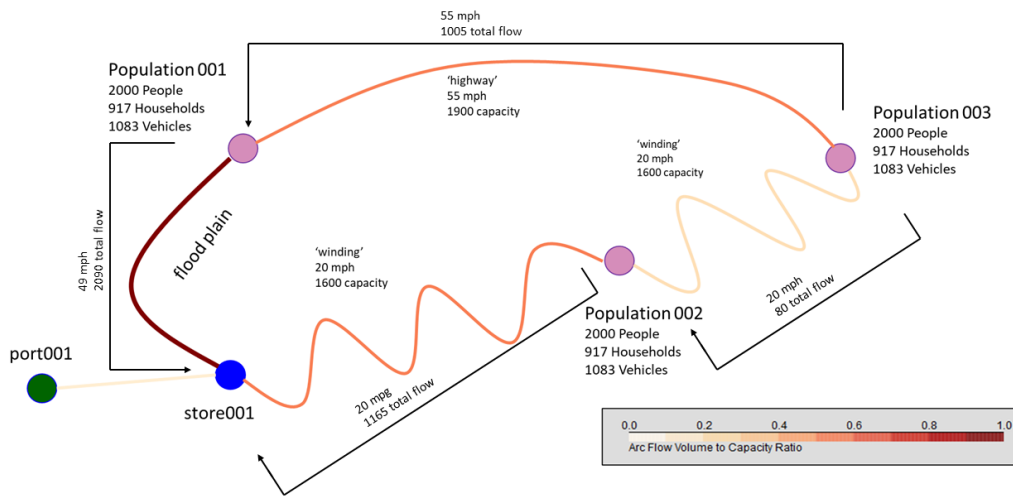 55 mph
1005 total flow
Population 001
2000 People
917 Households
1083 Vehicles
'highway'
55 mph
1900 capacity
Population 003
2000 People
917 Households
1083 Vehicles
'winding'
20 mph
1600 capacity
49 mph
2090 total flow
flood plain
'winding'
20 mph
1600 capacity
20 mph
80 total flow
Population 002
2000 People
917 Households
1083 Vehicles
port001
store001
20 mpg
1165 total flow
0.0 0.2 0.4 0.6 0.8 1.0
Arc Flow Volume to Capacity Ratio